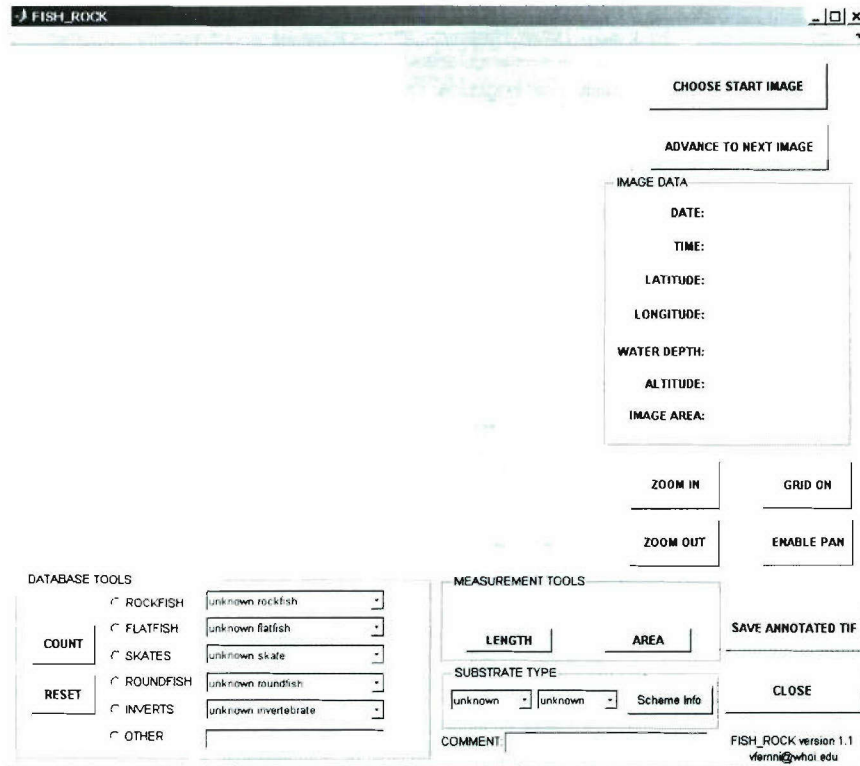 FISH_ROCK
CHOOSE START IMAGE
ADVANCE TO NEXT IMAGE
IMAGE DATA
DATE:
TIME:
LATITUDE:
LONGITUDE:
WATER DEPTH:
ALTITUDE:
IMAGE AREA:
ZOOM IN
GRID ON
ZOOM OUT
ENABLE PAN
DATABASE TOOLS
COUNT
RESET
ROCKFISH unknown rockfish
FLATFISH unknown flatfish
SKATES unknown skate
ROUNDFISH unknown roundfish
INVERTS unknown invertebrate
OTHER
MEASUREMENT TOOLS
LENGTH
AREA
SUBSTRATE TYPE
unknown unknown Scheme Info
COMMENT:
SAVE ANNOTATED TIF
CLOSE
FISH_ROCK version 1.1